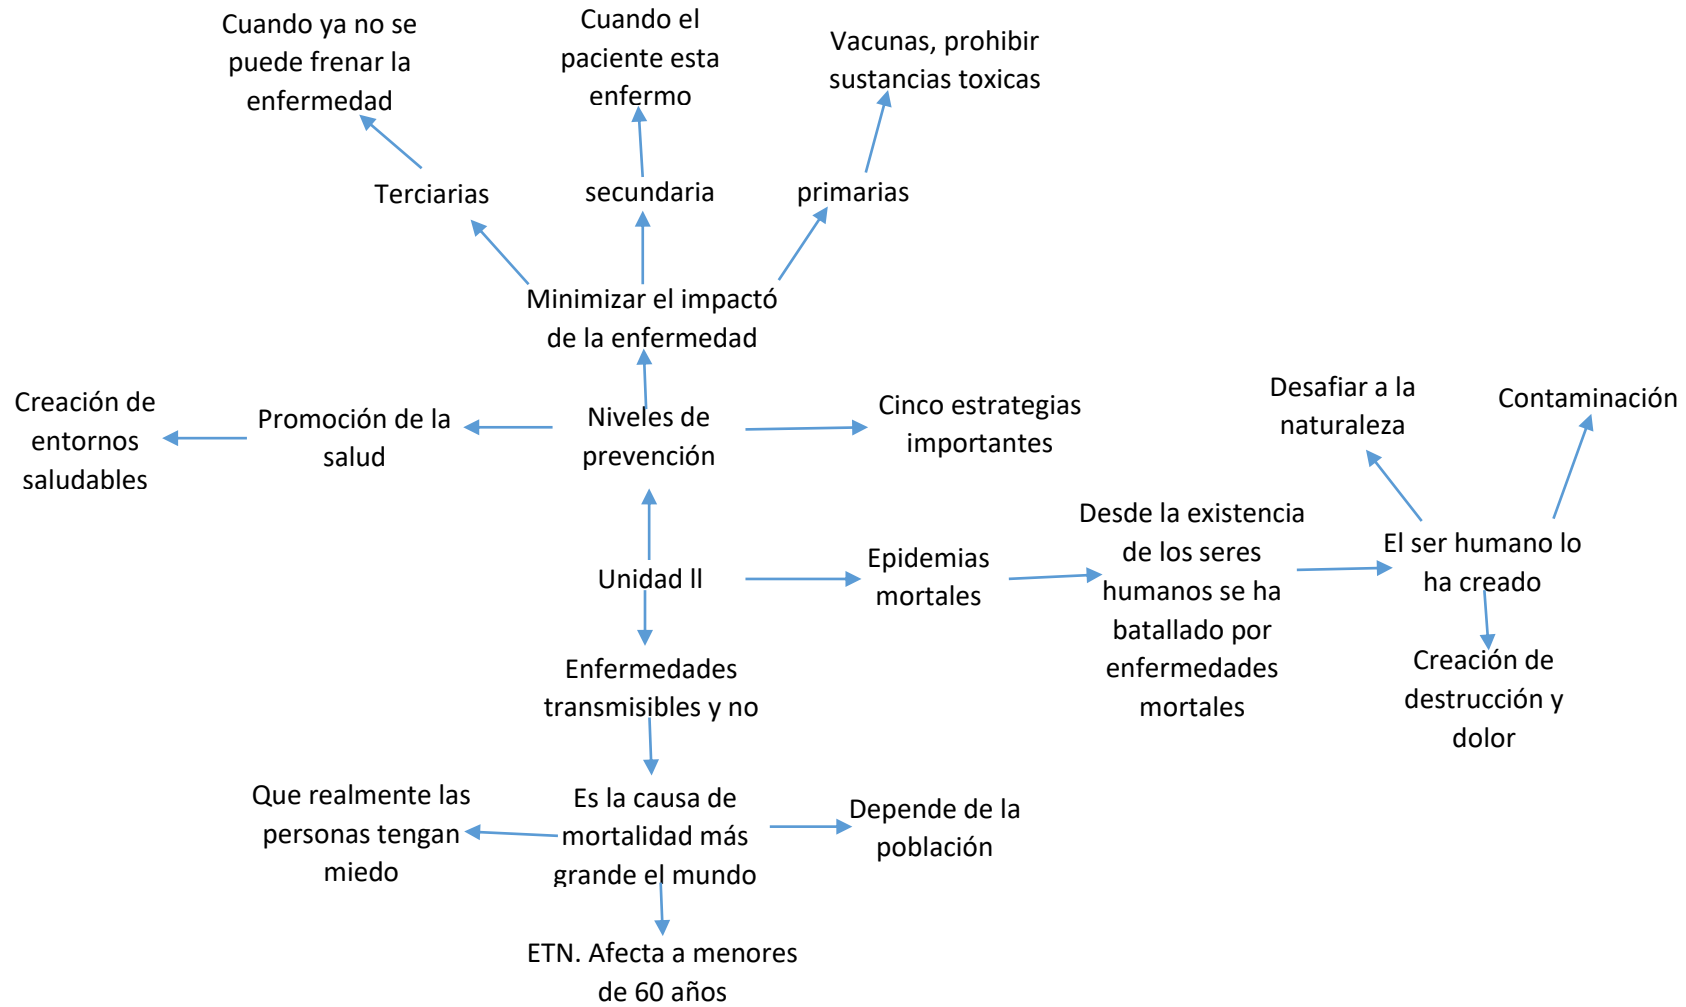 Cuando ya no se
puede frenar la
enfermedad
Cuando el
paciente esta
enfermo
Vacunas, prohibir
sustancias toxicas
Terciarias
secundaria
primarias
Minimizar el impactó
de la enfermedad
Creación de
entornos
saludables
Promoción de la
salud
Niveles de
prevención
Cinco estrategias
importantes
Desafiar a la
naturaleza
Contaminación
Unidad ll
Epidemias
mortales
Desde la existencia
de los seres
humanos se ha
batallado por
enfermedades
mortales
El ser humano lo
ha creado
Creación de
destrucción y
dolor
Enfermedades
transmisibles y no
Que realmente las
personas tengan
miedo
Es la causa de
mortalidad más
grande el mundo
Depende de la
población
ETN. Afecta a menores
de 60 años